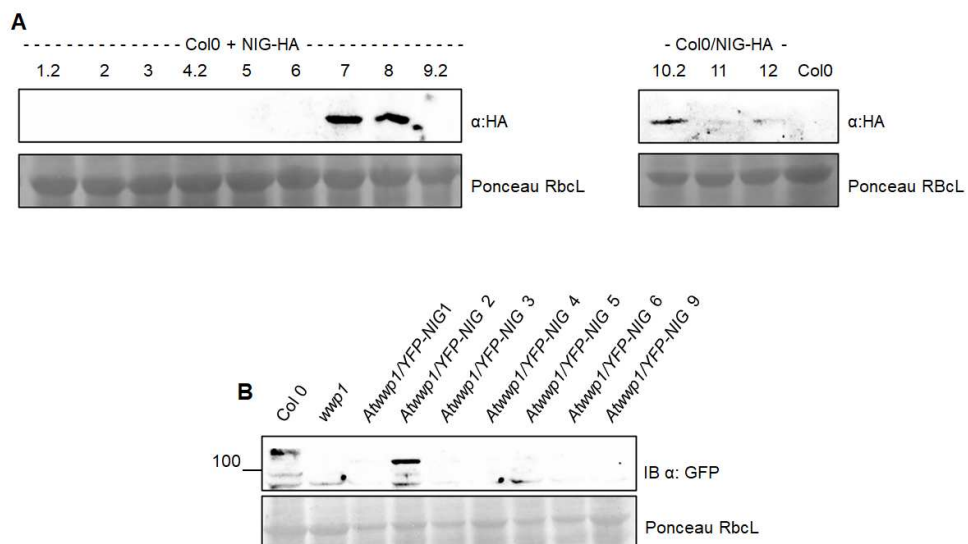 A
- - - - - - - - - - - - - - - - - Col0 + NIG-HA - - - - - - - - - - - - - - - - -
1.2 2 3 4.2 5 6 7 8 9.2
α:HA
Ponceau RbcL
- Col0/NIG-HA -
10.2 11 12 Col0
α:HA
Ponceau RBcL
B
Col 0
wwp1
Atwwp1/YFP-NIG1
Atwwp1/YFP-NIG 2
Atwwp1/YFP-NIG 3
Atwwp1/YFP-NIG 4
Atwwp1/YFP-NIG 5
Atwwp1/YFP-NIG 6
Atwwp1/YFP-NIG 9
100
IB α: GFP
Ponceau RbcL